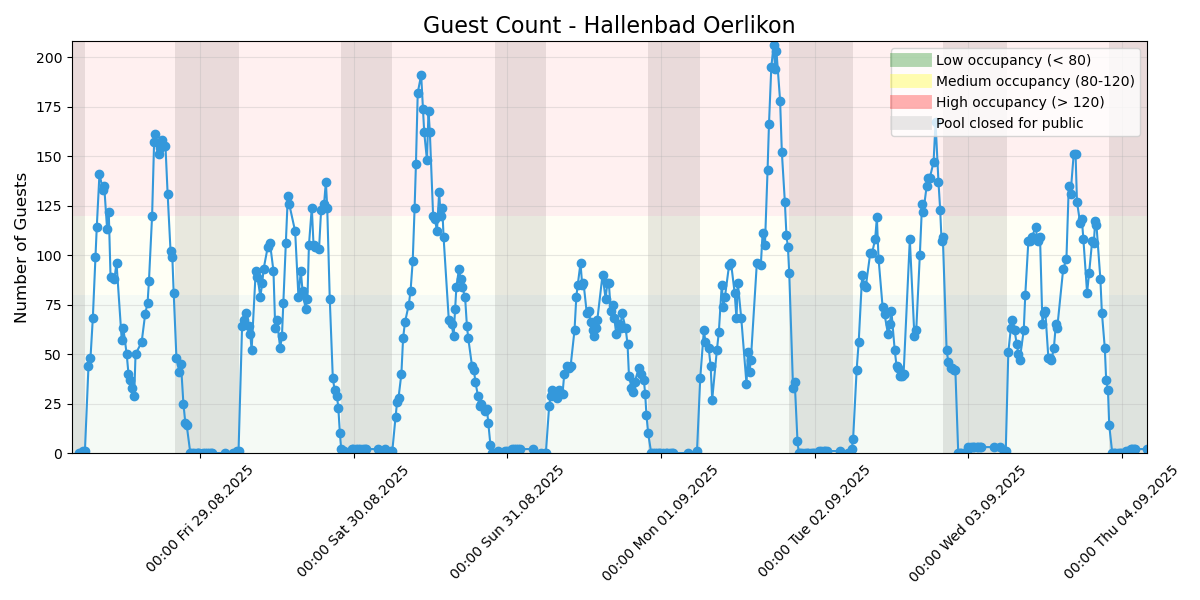 Guest Count - Hallenbad Oerlikon
Number of Guests
200
175
150
125
100
75
50
25
0
Low occupancy (< 80)
Medium occupancy (80-120)
High occupancy (> 120)
Pool closed for public
00:00 Fri 29.08.2025
00:00 Sat 30.08.2025
00:00 Sun 31.08.2025
00:00 Mon 01.09.2025
00:00 Tue 02.09.2025
00:00 Wed 03.09.2025
00:00 Thu 04.09.2025